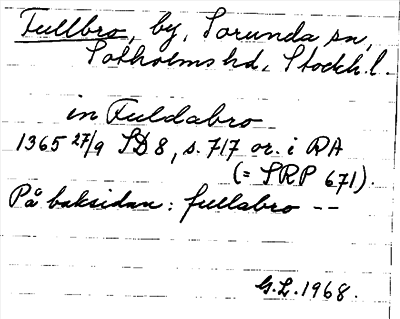 Fullbro, by, Sorunda sn,
Sotholms hd, Stockh. l.
in Fuldabro
1365 27/9 SD 8, s. 717 or. i RA
(= SRP 671).
På baksidan: fullabro --
G.L. 1968.